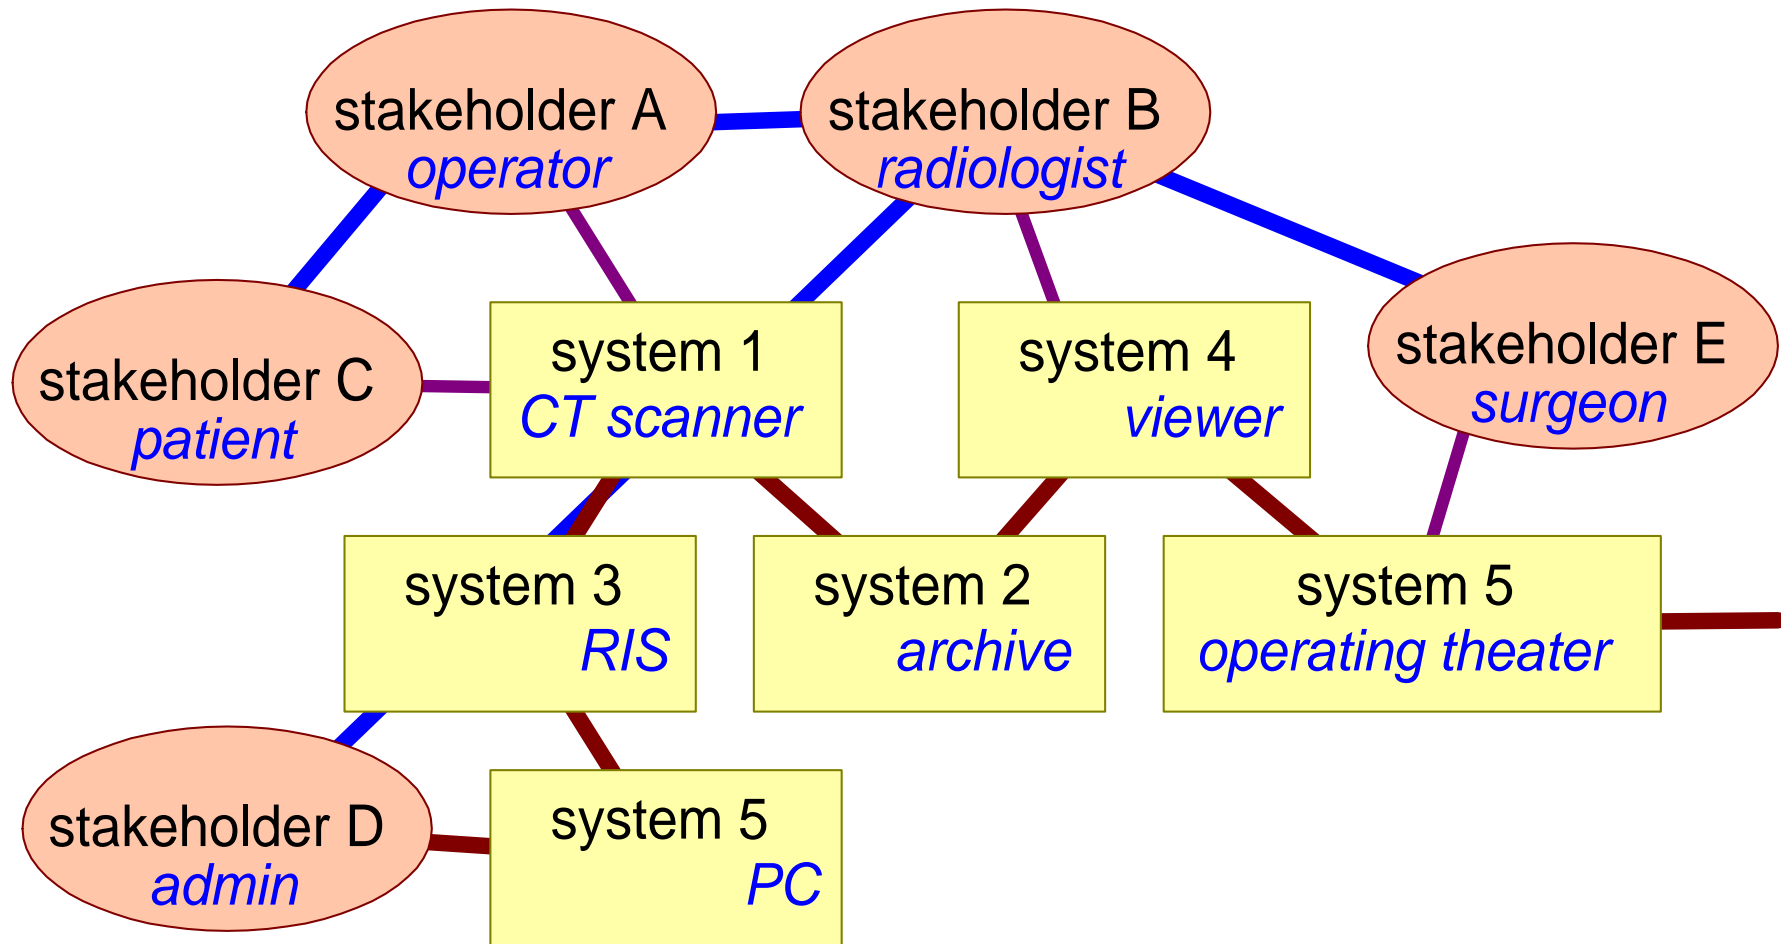 stakeholder A
operator
stakeholder B
radiologist
stakeholder C
patient
system 1
CT scanner
system 4
viewer
stakeholder E
surgeon
system 3
RIS
system 2
archive
system 5
operating theater
stakeholder D
admin
system 5
PC